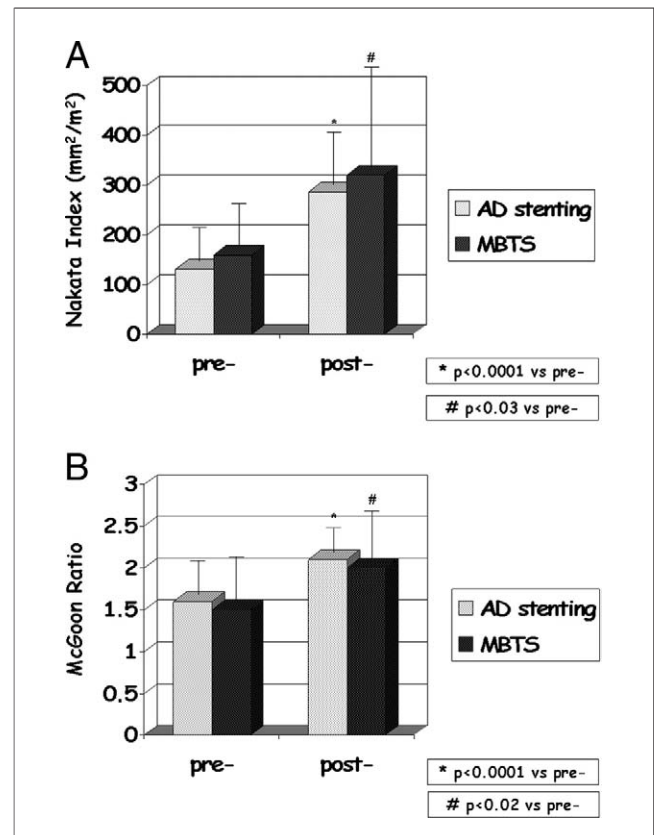 A
Nakata Index (mm²/m²)
500
400
300
200
100
0
*
#
pre-
post-
AD stenting
MBTS
* p<0.0001 vs pre-
# p<0.03 vs pre-
B
McGoon Ratio
3
2.5
2
1.5
1
0.5
0
*
#
pre-
post-
AD stenting
MBTS
* p<0.0001 vs pre-
# p<0.02 vs pre-